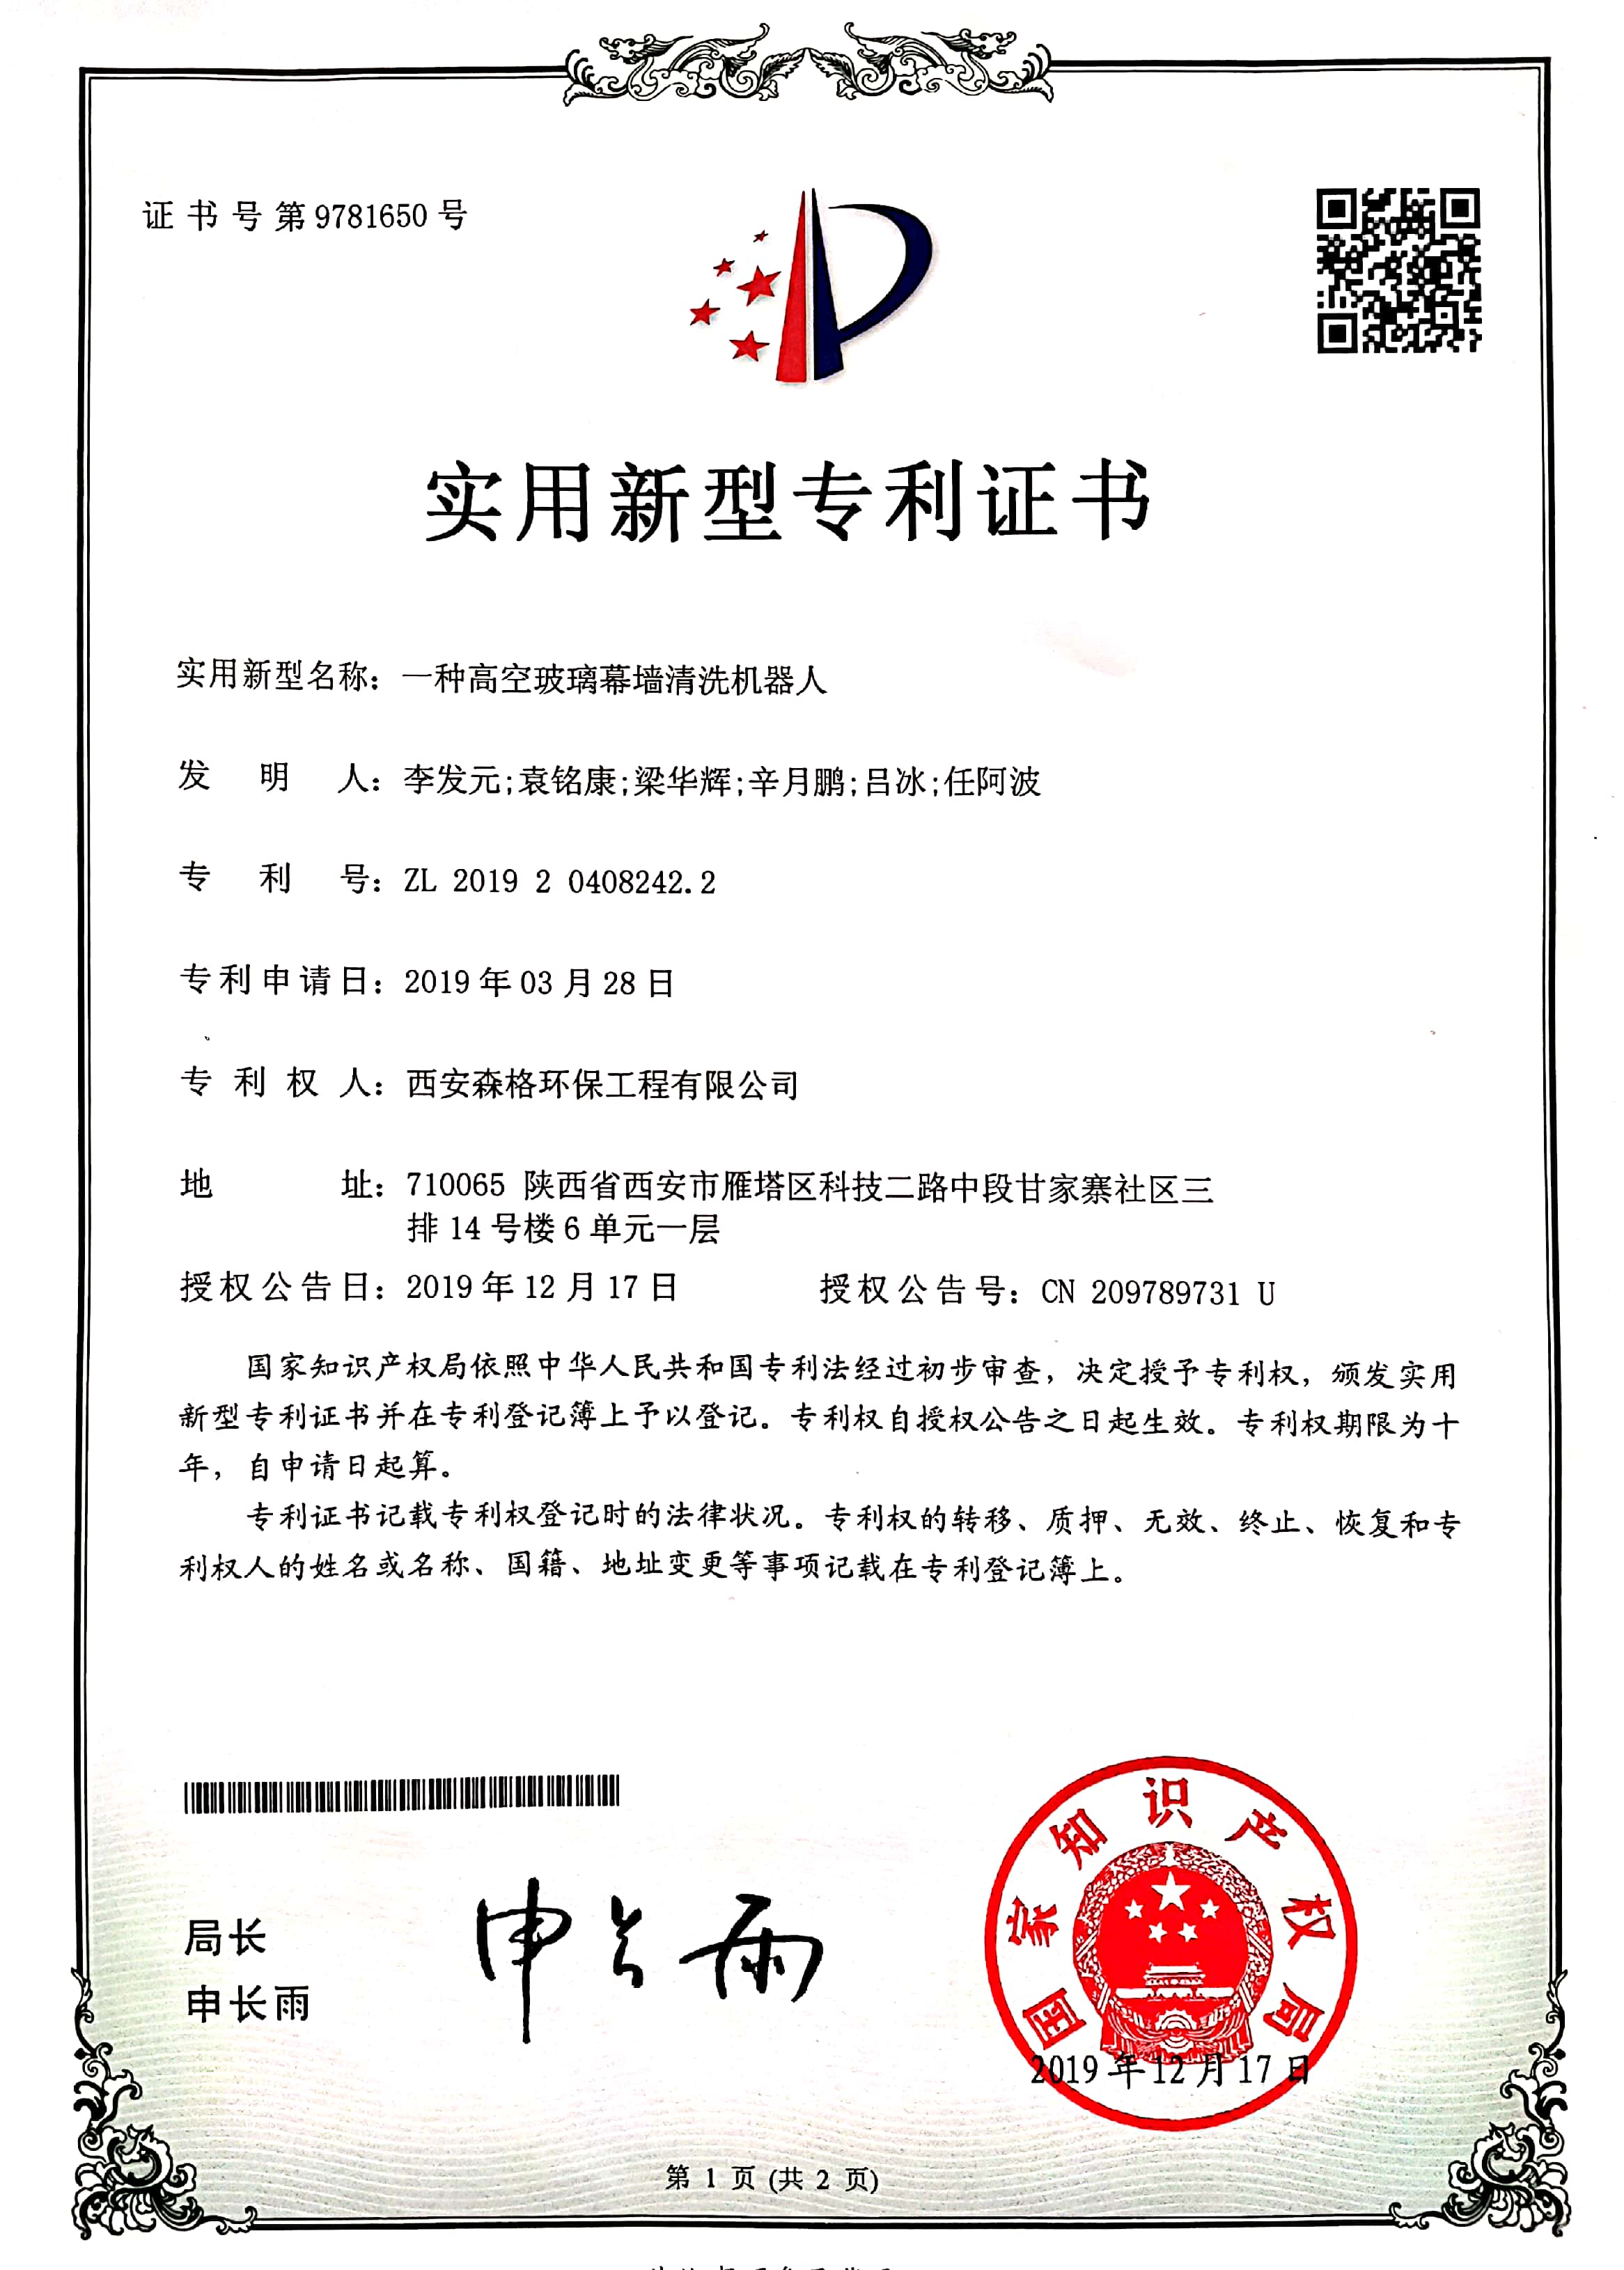 证书号第9781650号
实用新型专利证书
实用新型名称：一种高空玻璃幕墙清洗机器人
发明人：李发元;袁铭康;梁华辉;辛月鹏;吕冰;任阿波
专利号：ZL 2019 2 0408242.2
专利申请日：2019年03月28日
专利权人：西安森格环保工程有限公司
地址：710065 陕西省西安市雁塔区科技二路中段甘家寨社区三
排14号楼6单元一层
授权公告日：2019年12月17日 授权公告号：CN 209789731 U
国家知识产权局依照中华人民共和国专利法经过初步审查，决定授予专利权，颁发实用
新型专利证书并在专利登记簿上予以登记。专利权自授权公告之日起生效。专利权期限为十
年，自申请日起算。
专利证书记载专利权登记时的法律状况。专利权的转移、质押、无效、终止、恢复和专
利权人的姓名或名称、国籍、地址变更等事项记载在专利登记簿上。
局长
申长雨
申长雨
国家知识产权局
2019年12月17日
第 1 页 (共 2 页)